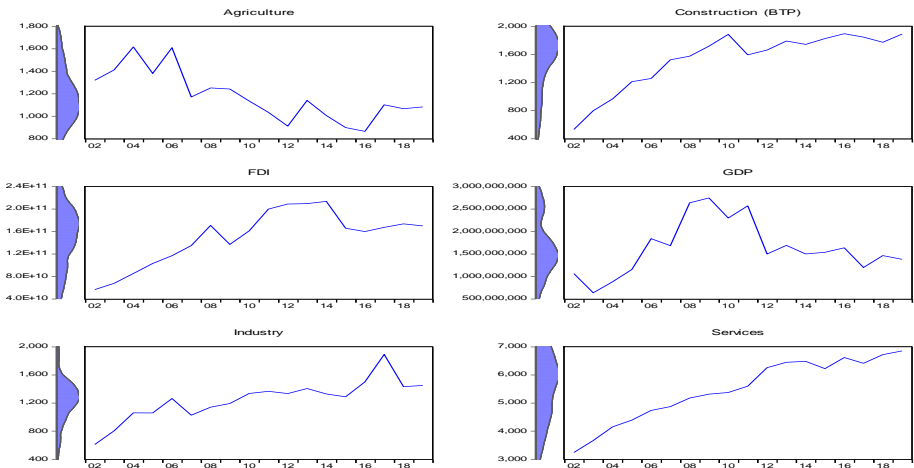 Agriculture
1,800
1,600
1,400
1,200
1,000
800
02 04 06 08 10 12 14 16 18
Construction (BTP)
2,000
1,600
1,200
800
400
02 04 06 08 10 12 14 16 18
FDI
2.4E+11
2.0E+11
1.6E+11
1.2E+11
8.0E+10
4.0E+10
02 04 06 08 10 12 14 16 18
GDP
3,000,000,000
2,500,000,000
2,000,000,000
1,500,000,000
1,000,000,000
500,000,000
02 04 06 08 10 12 14 16 18
Industry
2,000
1,600
1,200
800
400
02 04 06 08 10 12 14 16 18
Services
7,000
6,000
5,000
4,000
3,000
02 04 06 08 10 12 14 16 18